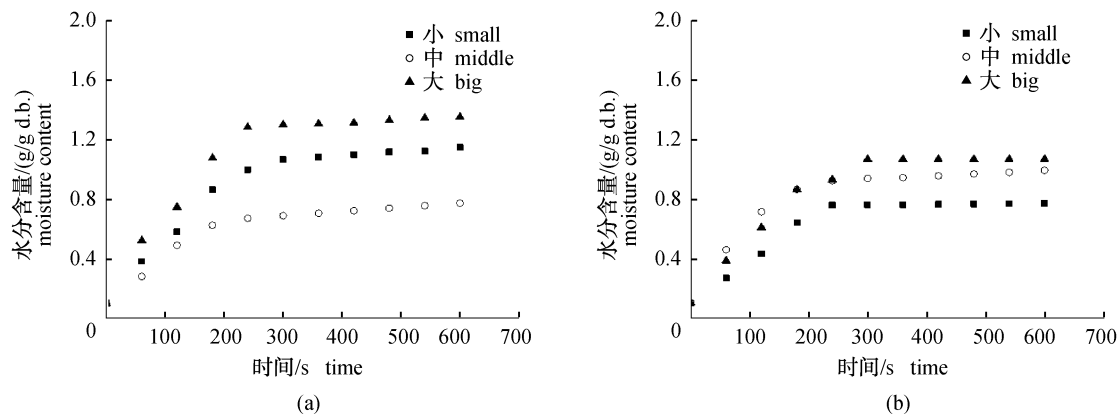 2.0
1.6
1.2
0.8
0.4
0
水分含量/(g/g d.b.)
moisture content
小 small
中 middle
大 big
100 200 300 400 500 600 700
时间/s time
(a)
2.0
1.6
1.2
0.8
0.4
0
水分含量/(g/g d.b.)
moisture content
小 small
中 middle
大 big
100 200 300 400 500 600 700
时间/s time
(b)